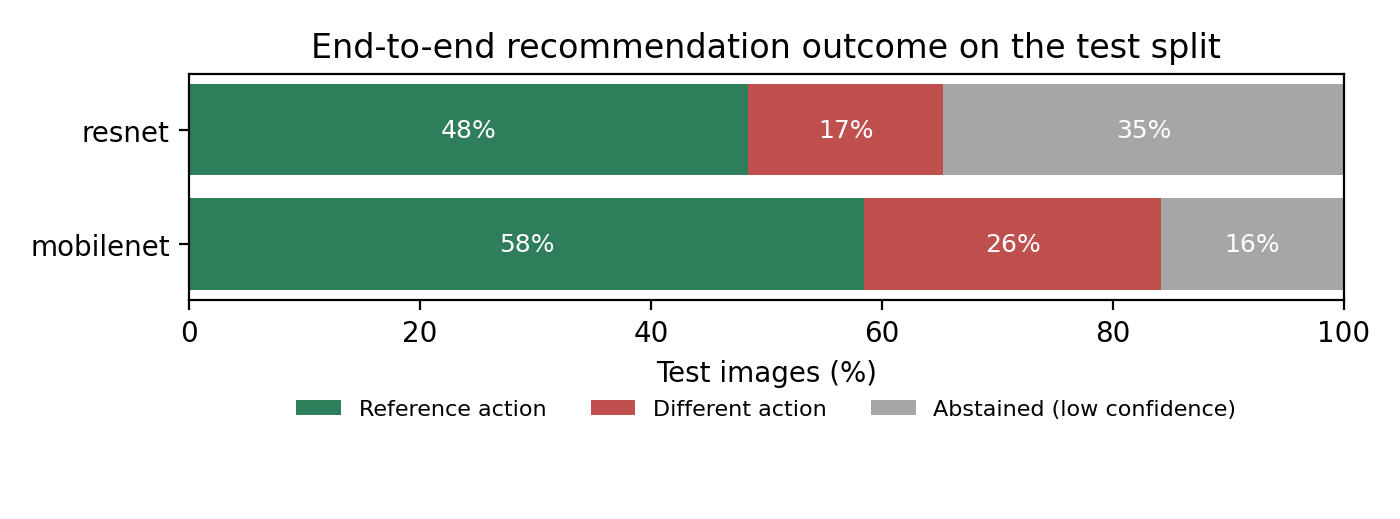 End-to-end recommendation outcome on the test split
resnet
48%
17%
35%
mobilenet
58%
26%
16%
0
20
40
60
80
100
Test images (%)
Reference action
Different action
Abstained (low confidence)